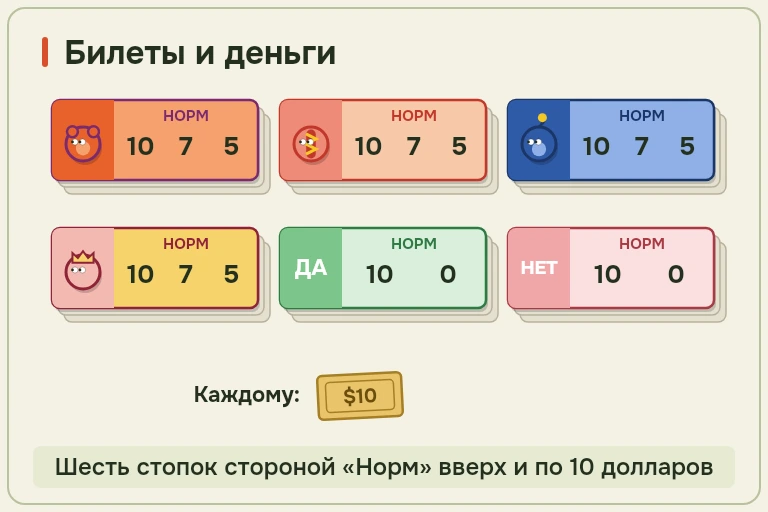 Билеты и деньги
НОРМ
10 7 5
НОРМ
10 7 5
НОРМ
10 7 5
НОРМ
10 7 5
ДА
НОРМ
10 0
НЕТ
НОРМ
10 0
Каждому:
$10
Шесть стопок стороной «Норм» вверх и по 10 долларов